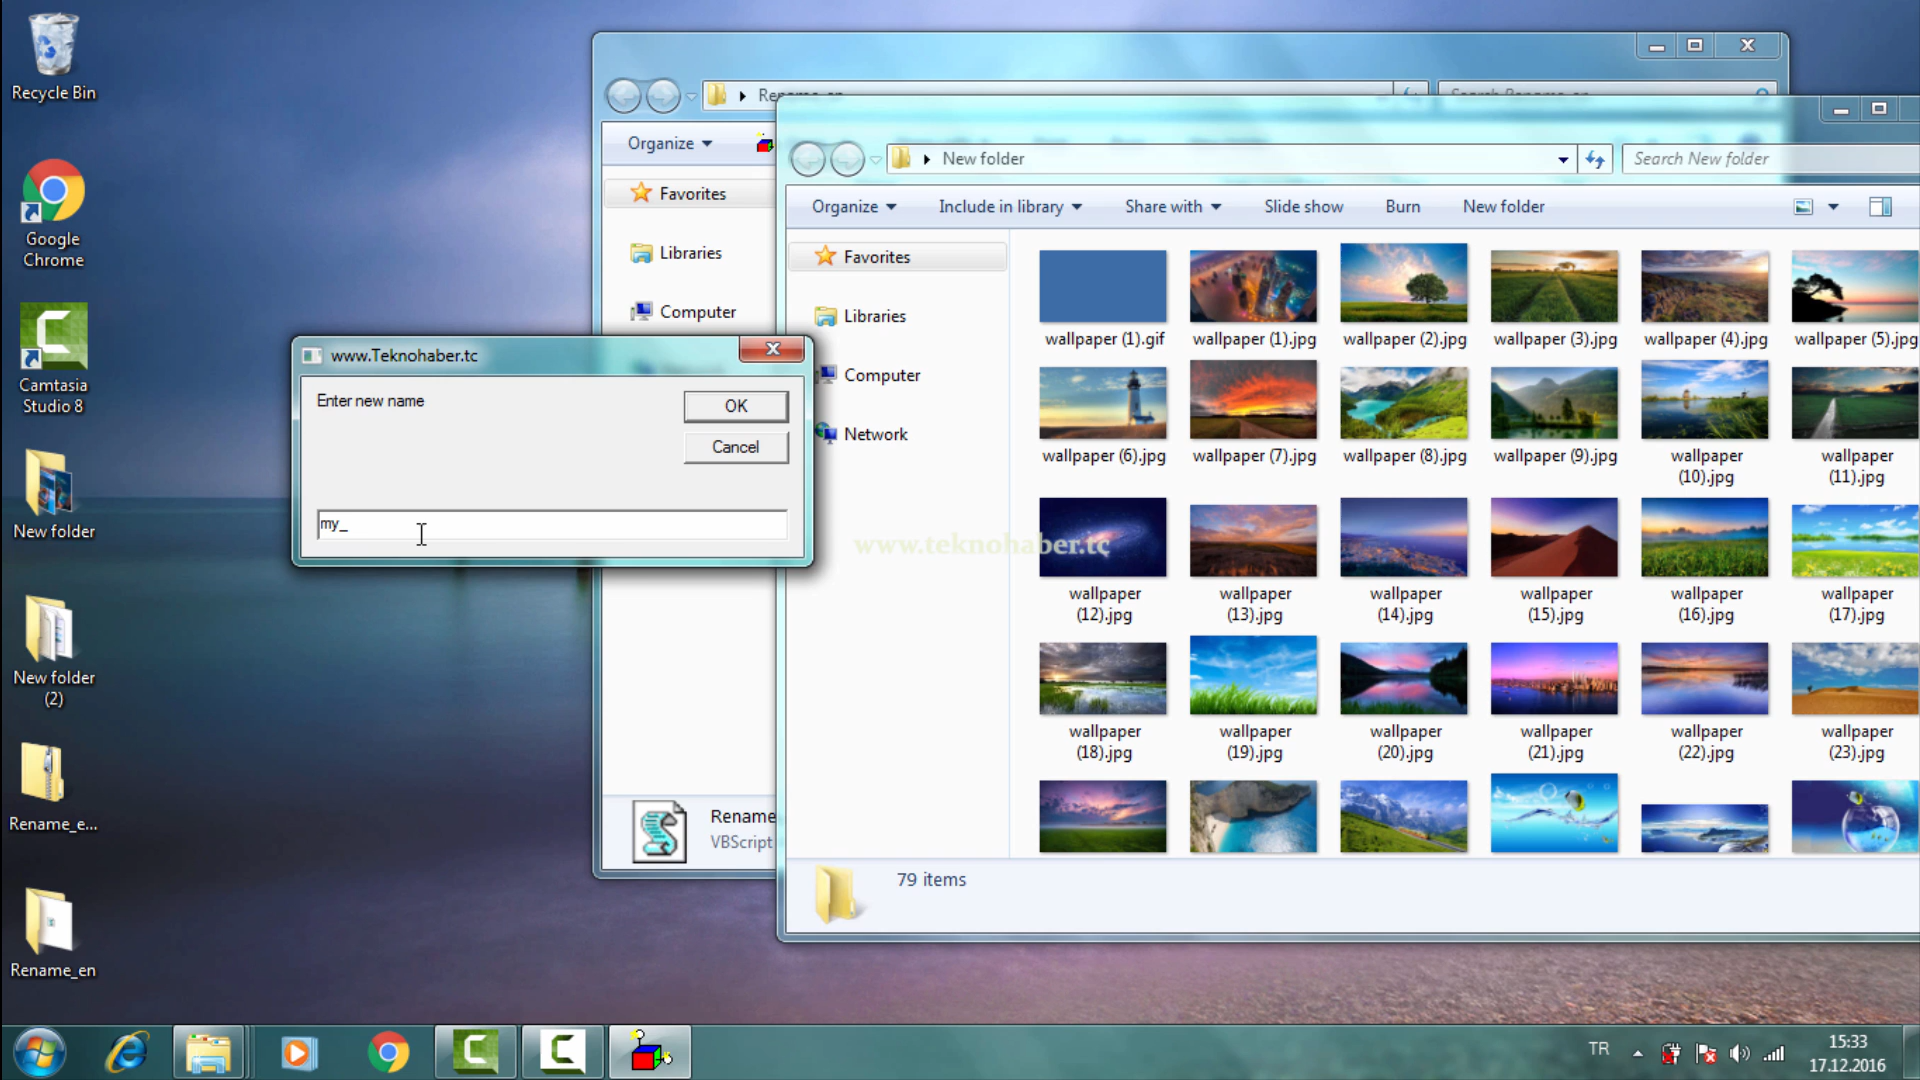 Recycle Bin
Google
Chrome
Camtasia
Studio 8
New folder
New folder
(2)
Rename_e...
Rename_en
Organize
Favorites
Libraries
Computer
Rename
VBScript
www.Teknohaber.tc
Enter new name
OK
Cancel
my_
New folder
Search New folder
Organize
Include in library
Share with
Slide show
Burn
New folder
Favorites
Libraries
Computer
Network
wallpaper (1).gif
wallpaper (1).jpg
wallpaper (2).jpg
wallpaper (3).jpg
wallpaper (4).jpg
wallpaper (5).jpg
wallpaper (6).jpg
wallpaper (7).jpg
wallpaper (8).jpg
wallpaper (9).jpg
wallpaper
(10).jpg
wallpaper
(11).jpg
www.teknohaber.tc
wallpaper
(12).jpg
wallpaper
(13).jpg
wallpaper
(14).jpg
wallpaper
(15).jpg
wallpaper
(16).jpg
wallpaper
(17).jpg
wallpaper
(18).jpg
wallpaper
(19).jpg
wallpaper
(20).jpg
wallpaper
(21).jpg
wallpaper
(22).jpg
wallpaper
(23).jpg
79 items
TR
15:33
17.12.2016